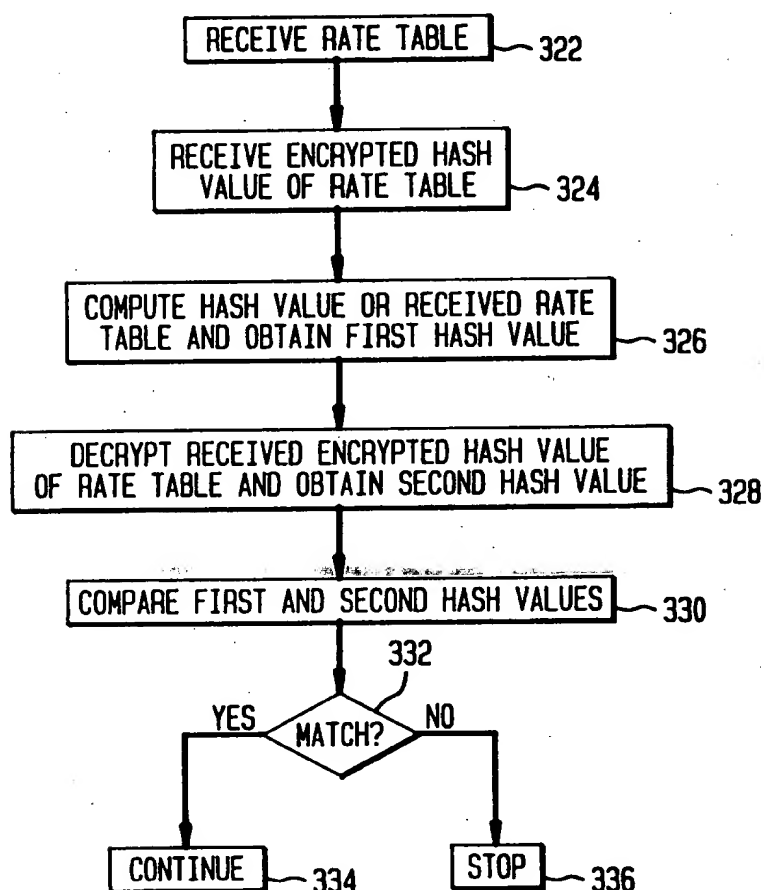 RECEIVE RATE TABLE
322
RECEIVE ENCRYPTED HASH
VALUE OF RATE TABLE
324
COMPUTE HASH VALUE OR RECEIVED RATE
TABLE AND OBTAIN FIRST HASH VALUE
326
DECRYPT RECEIVED ENCRYPTED HASH VALUE
OF RATE TABLE AND OBTAIN SECOND HASH VALUE
328
COMPARE FIRST AND SECOND HASH VALUES
330
332
YES
MATCH?
NO
CONTINUE
334
STOP
336